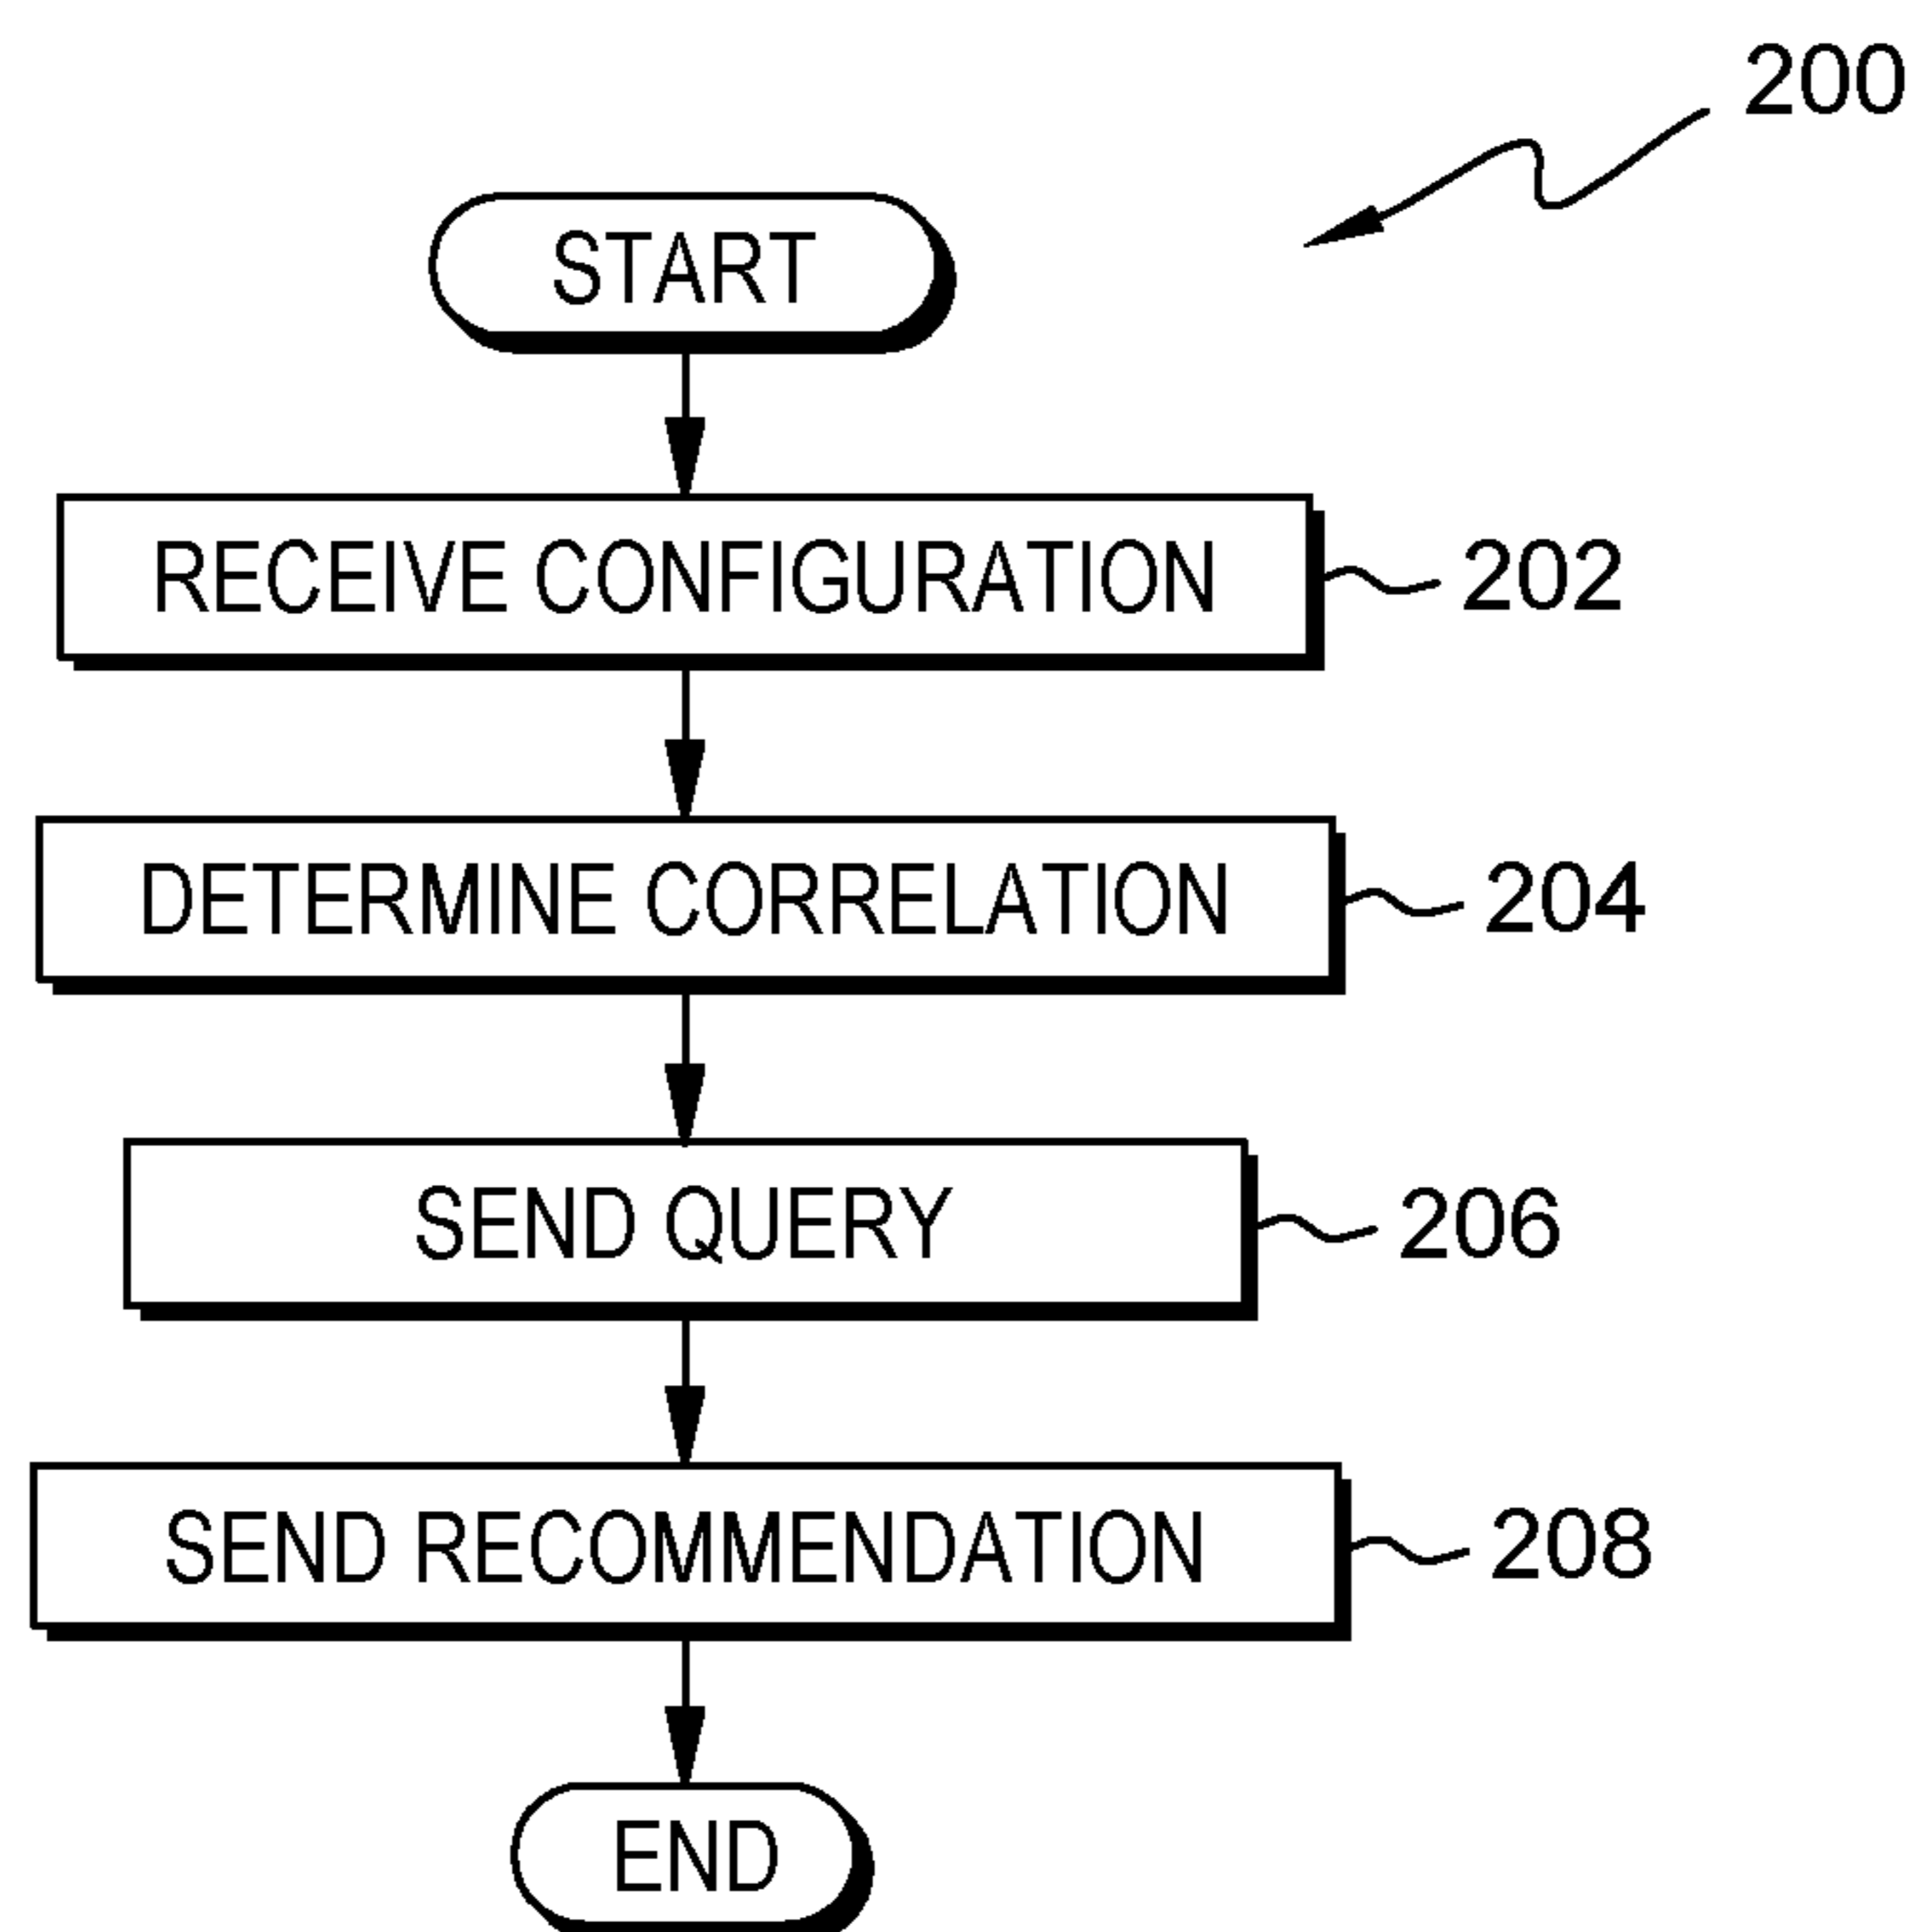 200
START
RECEIVE CONFIGURATION
202
DETERMINE CORRELATION
204
SEND QUERY
206
SEND RECOMMENDATION
208
END